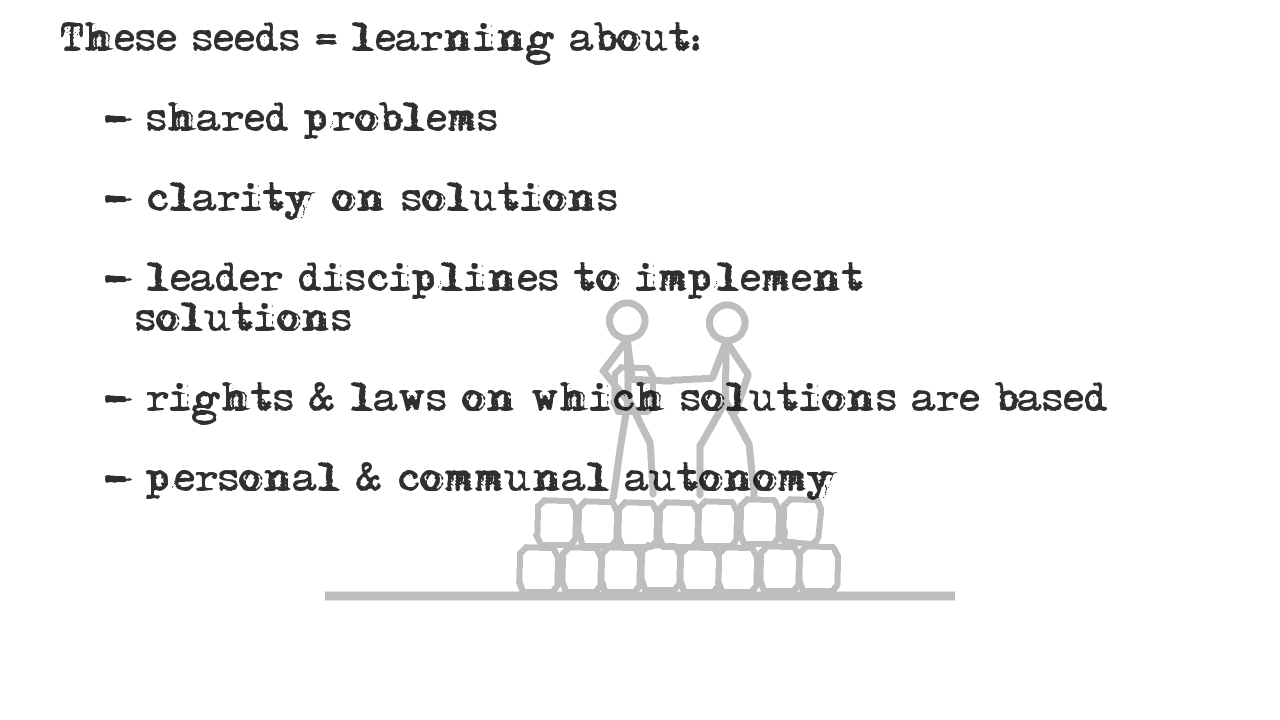 These seeds = learning about:
- shared problems
- clarity on solutions
- leader disciplines to implement
solutions
- rights & laws on which solutions are based
- personal & communal autonomy